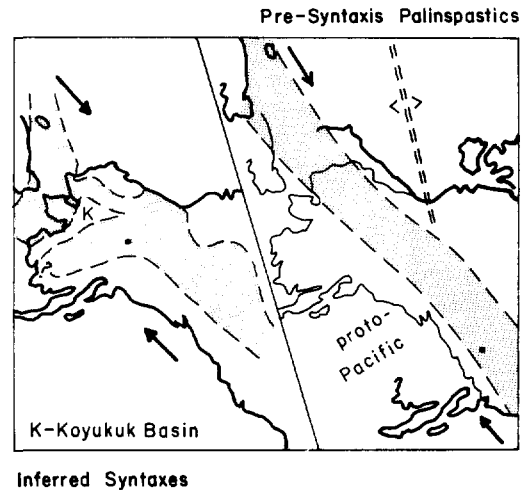 Pre-Syntaxis Palinspastics
K
proto-
Pacific
K-Koyukuk Basin
Inferred Syntaxes